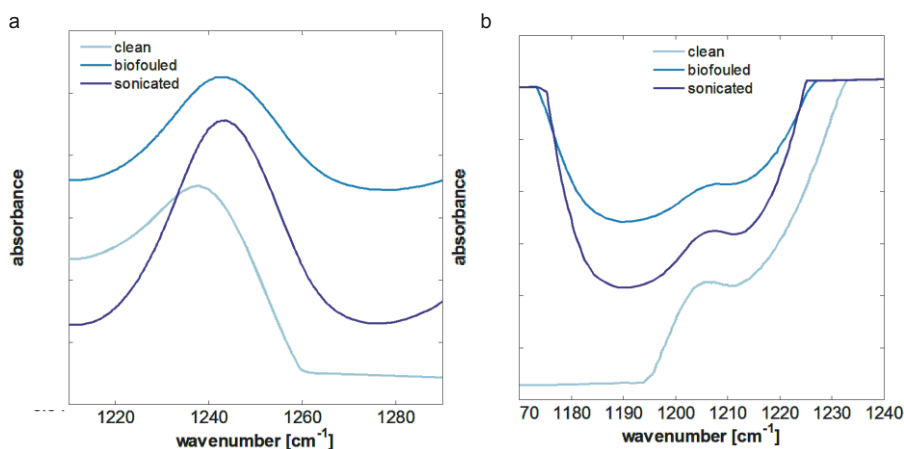 a
b
clean
biofouled
sonicated
clean
biofouled
sonicated
absorbance
absorbance
1220 1240 1260 1280
70 1180 1190 1200 1210 1220 1230 1240
wavenumber [cm-1]
wavenumber [cm-1]